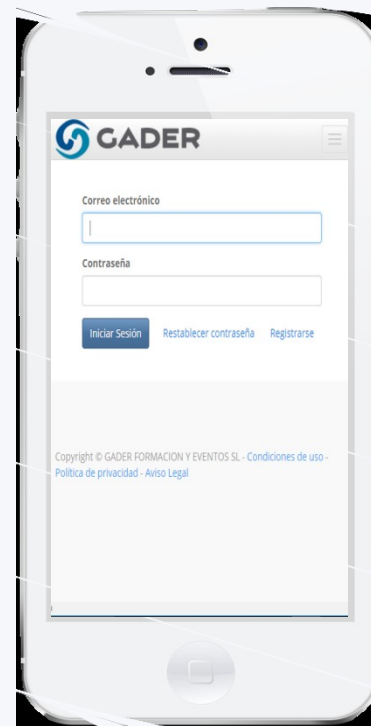 GADER
Correo electrónico
Contraseña
Iniciar Sesión Restablecer contraseña Registrarse
Copyright © GADER FORMACION Y EVENTOS SL - Condiciones de uso -
Política de privacidad - Aviso Legal